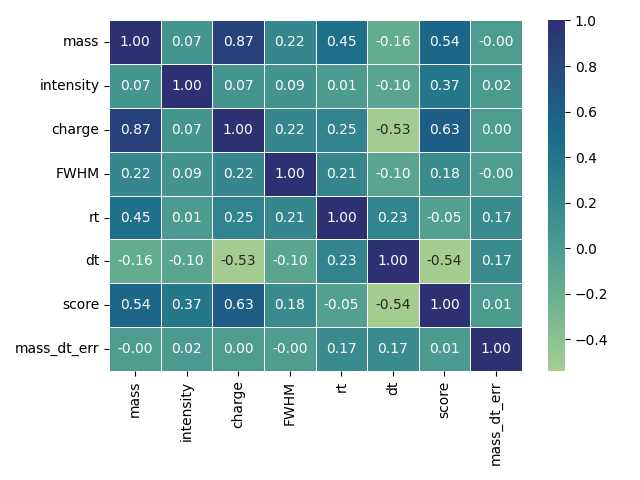 mass 1.00 0.07 0.87 0.22 0.45 -0.16 0.54 -0.00
intensity 0.07 1.00 0.07 0.09 0.01 -0.10 0.37 0.02
charge 0.87 0.07 1.00 0.22 0.25 -0.53 0.63 0.00
FWHM 0.22 0.09 0.22 1.00 0.21 -0.10 0.18 -0.00
rt 0.45 0.01 0.25 0.21 1.00 0.23 -0.05 0.17
dt -0.16 -0.10 -0.53 -0.10 0.23 1.00 -0.54 0.17
score 0.54 0.37 0.63 0.18 -0.05 -0.54 1.00 0.01
mass_dt_err -0.00 0.02 0.00 -0.00 0.17 0.17 0.01 1.00
mass
intensity
charge
FWHM
rt
dt
score
mass_dt_err
1.0
0.8
0.6
0.4
0.2
0.0
−0.2
−0.4